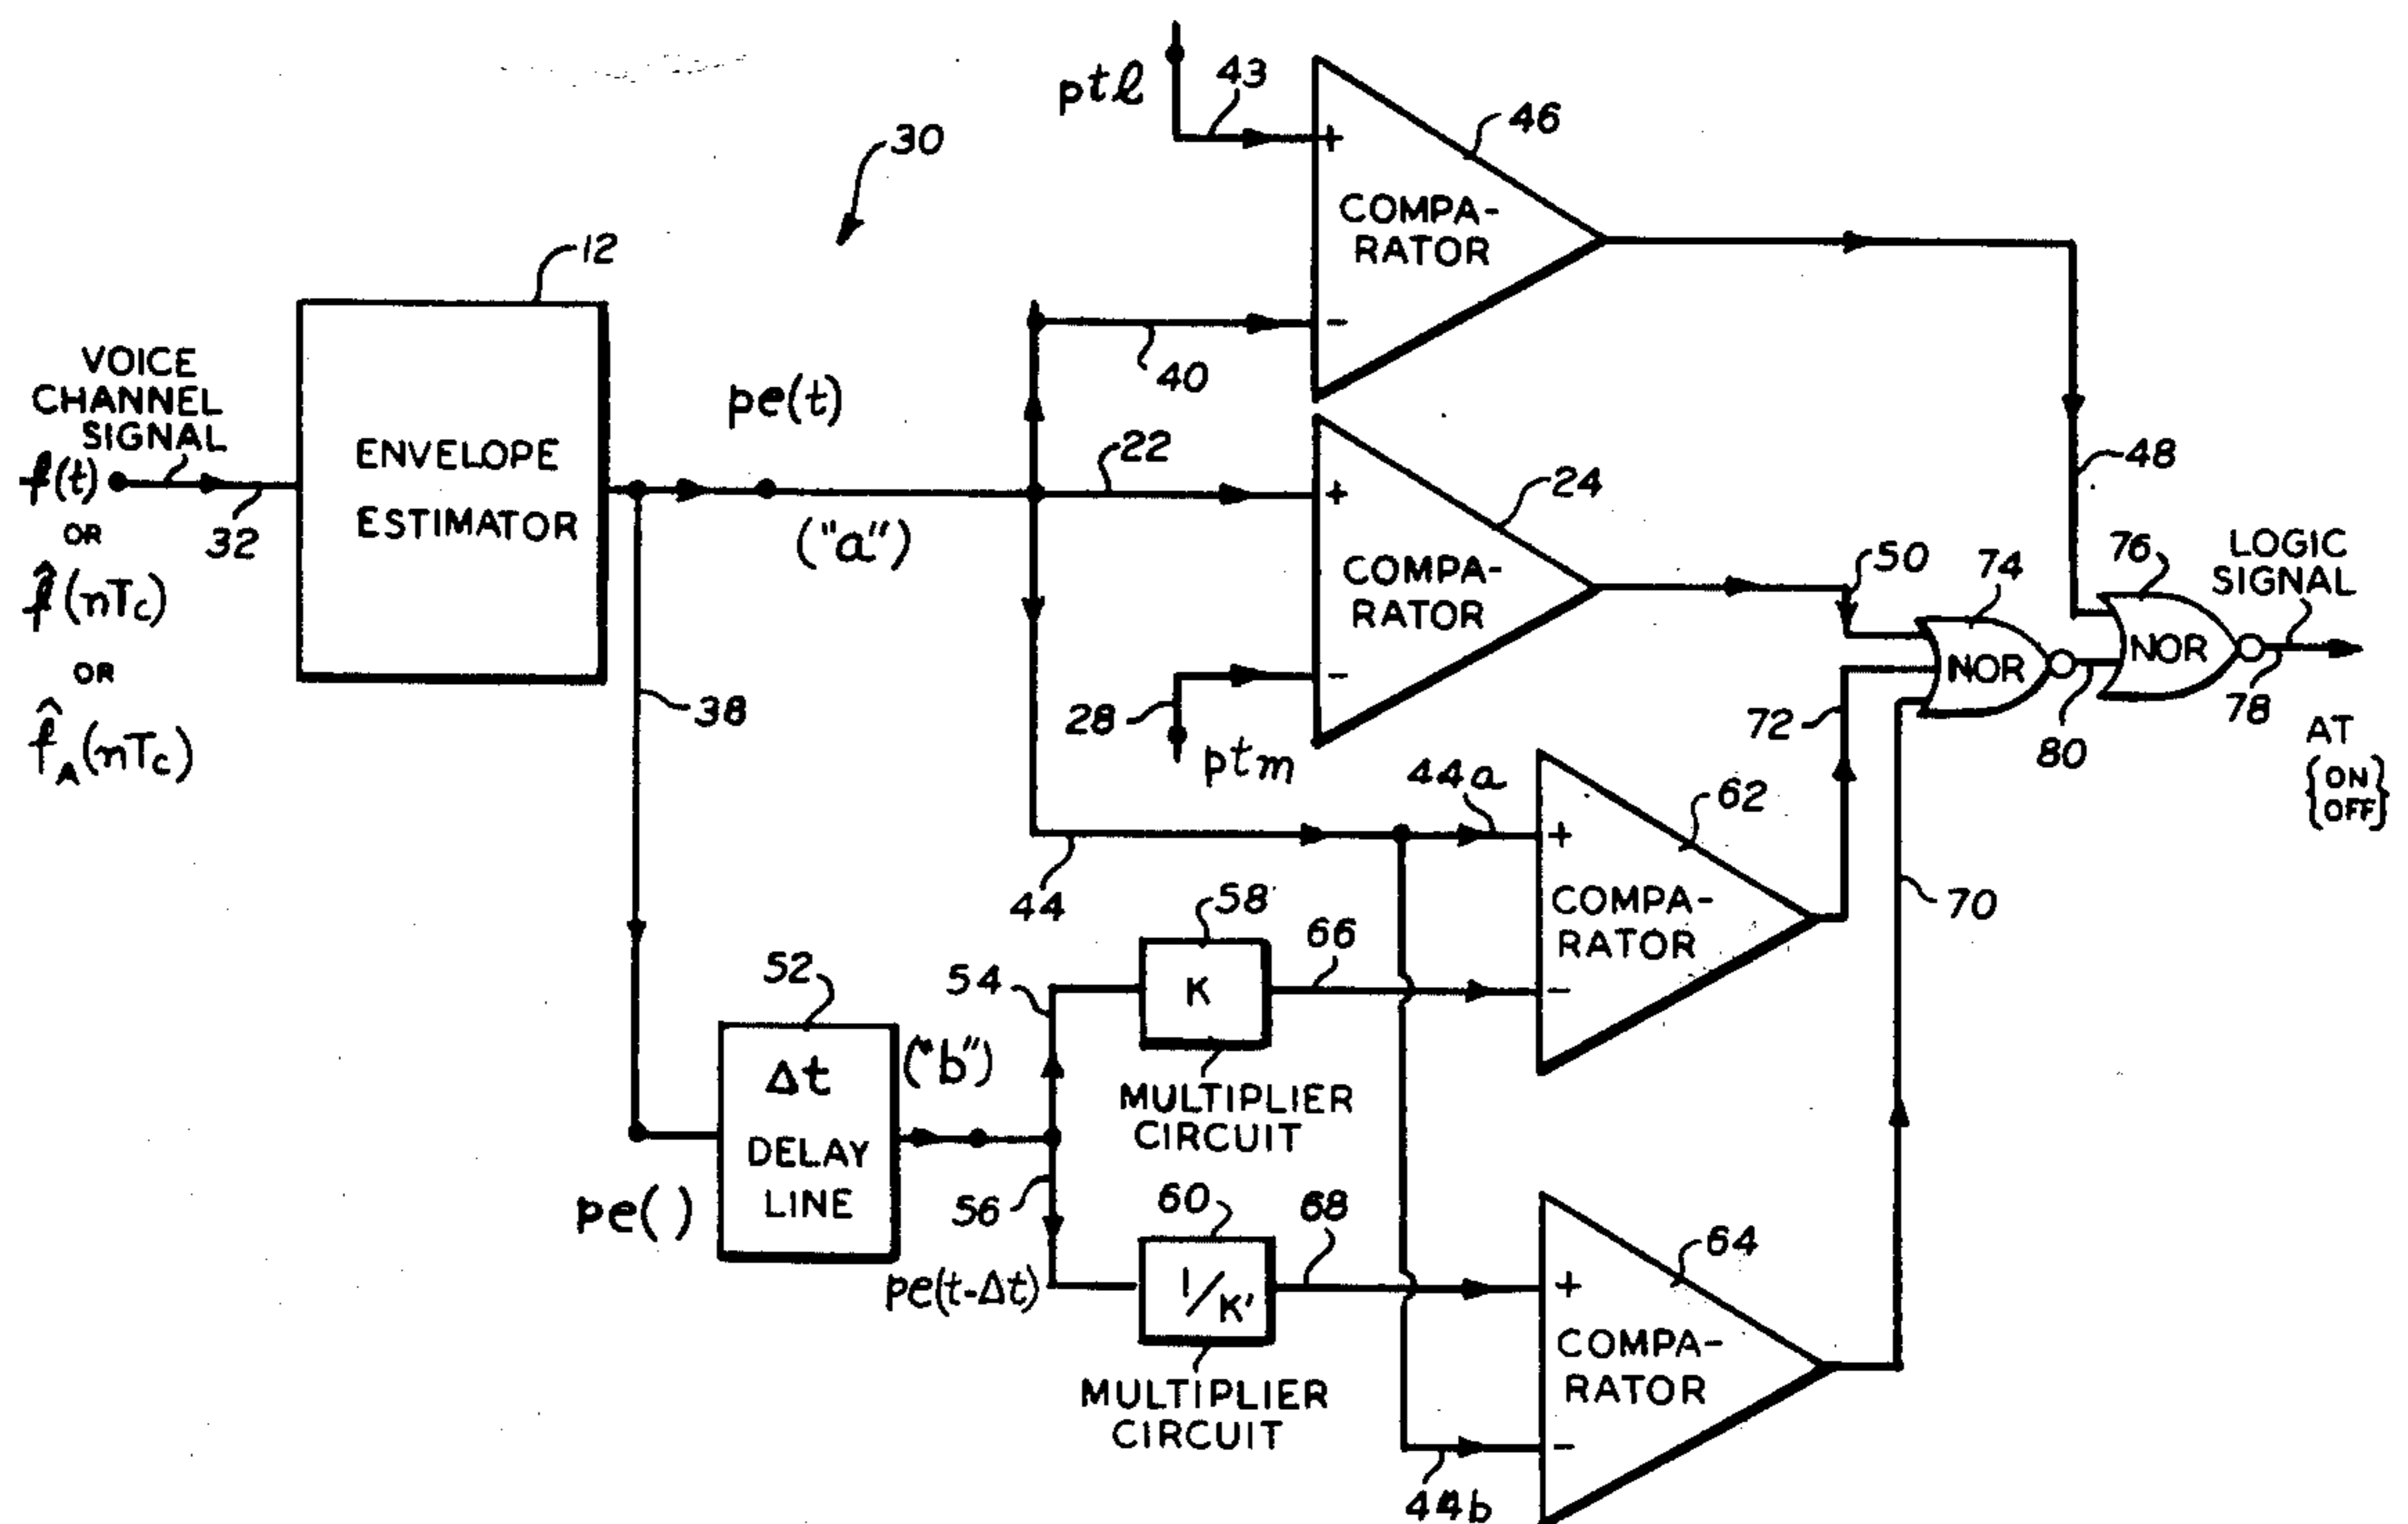 ptℓ
43
46
30
COMPA-
RATOR
12
40
VOICE
CHANNEL
SIGNAL
f(t)
OR
f̂(nTc)
OR
f̂A(nTc)
32
ENVELOPE
ESTIMATOR
pe(t)
("a")
22
24
COMPA-
RATOR
28
ptm
48
50
74
76
NOR
NOR
LOGIC
SIGNAL
78
80
AT
{ON
OFF}
38
44
44a
62
COMPA-
RATOR
72
70
52
Δt
DELAY
LINE
("b")
pe( )
54
58
K
66
MULTIPLIER
CIRCUIT
56
pe(t-Δt)
60
1/K'
68
MULTIPLIER
CIRCUIT
64
COMPA-
RATOR
44b
+
-
+
-
+
-
+
-